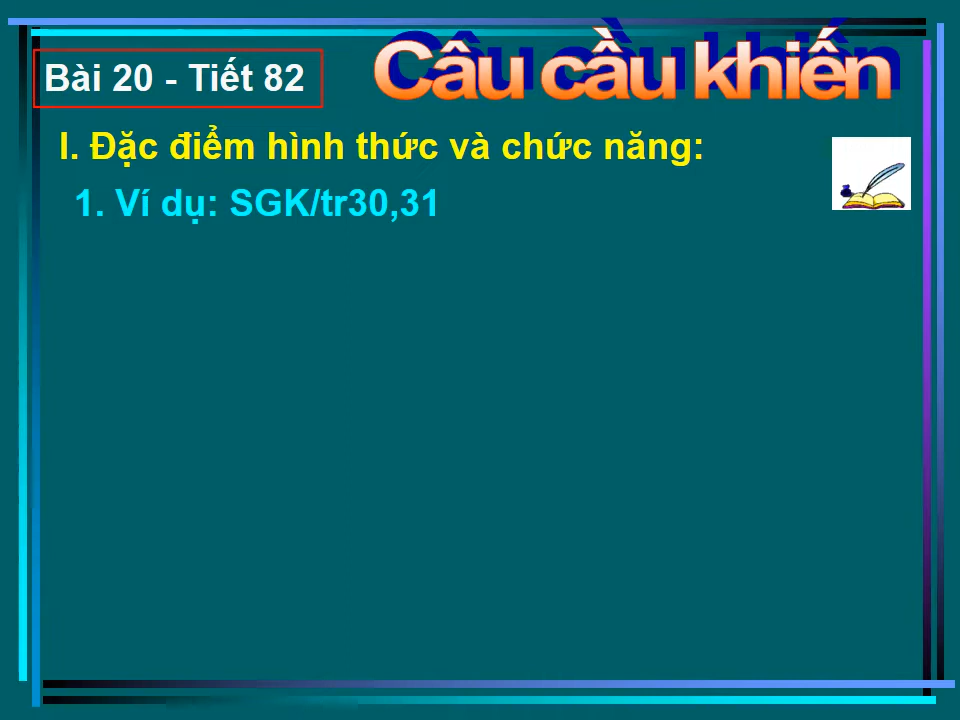 Bài 20 - Tiết 82
Câu cầu khiến
I. Đặc điểm hình thức và chức năng:
1. Ví dụ: SGK/tr30,31